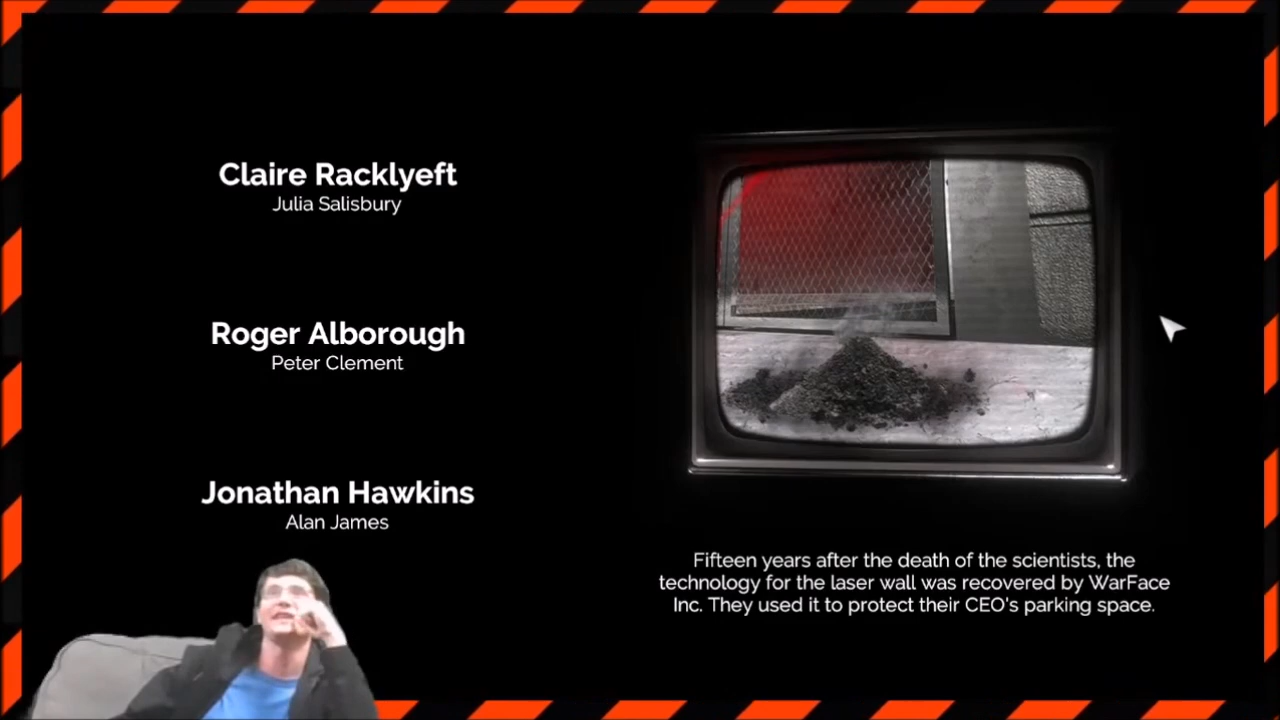 Claire Racklyeft
Julia Salisbury
Roger Alborough
Peter Clement
Jonathan Hawkins
Alan James
Fifteen years after the death of the scientists, the
technology for the laser wall was recovered by WarFace
Inc. They used it to protect their CEO's parking space.